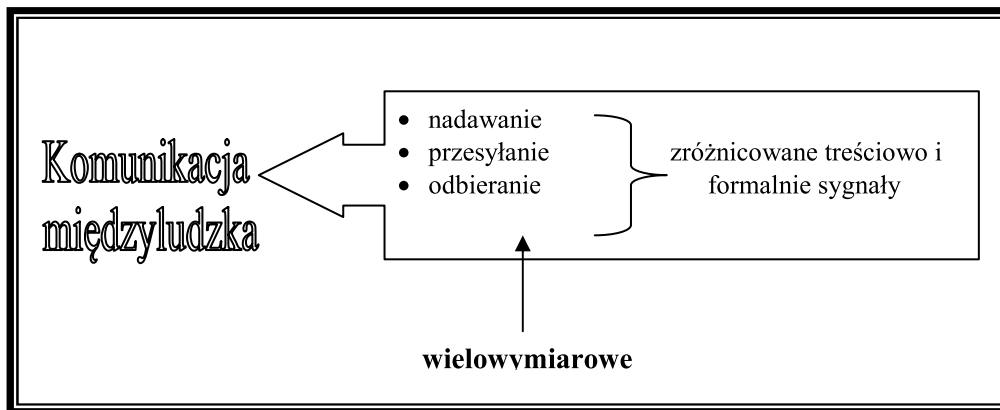 Komunikacja
międzyludzka
• nadawanie
• przesyłanie
• odbieranie
zróżnicowane treściowo i
formalnie sygnały
wielowymiarowe